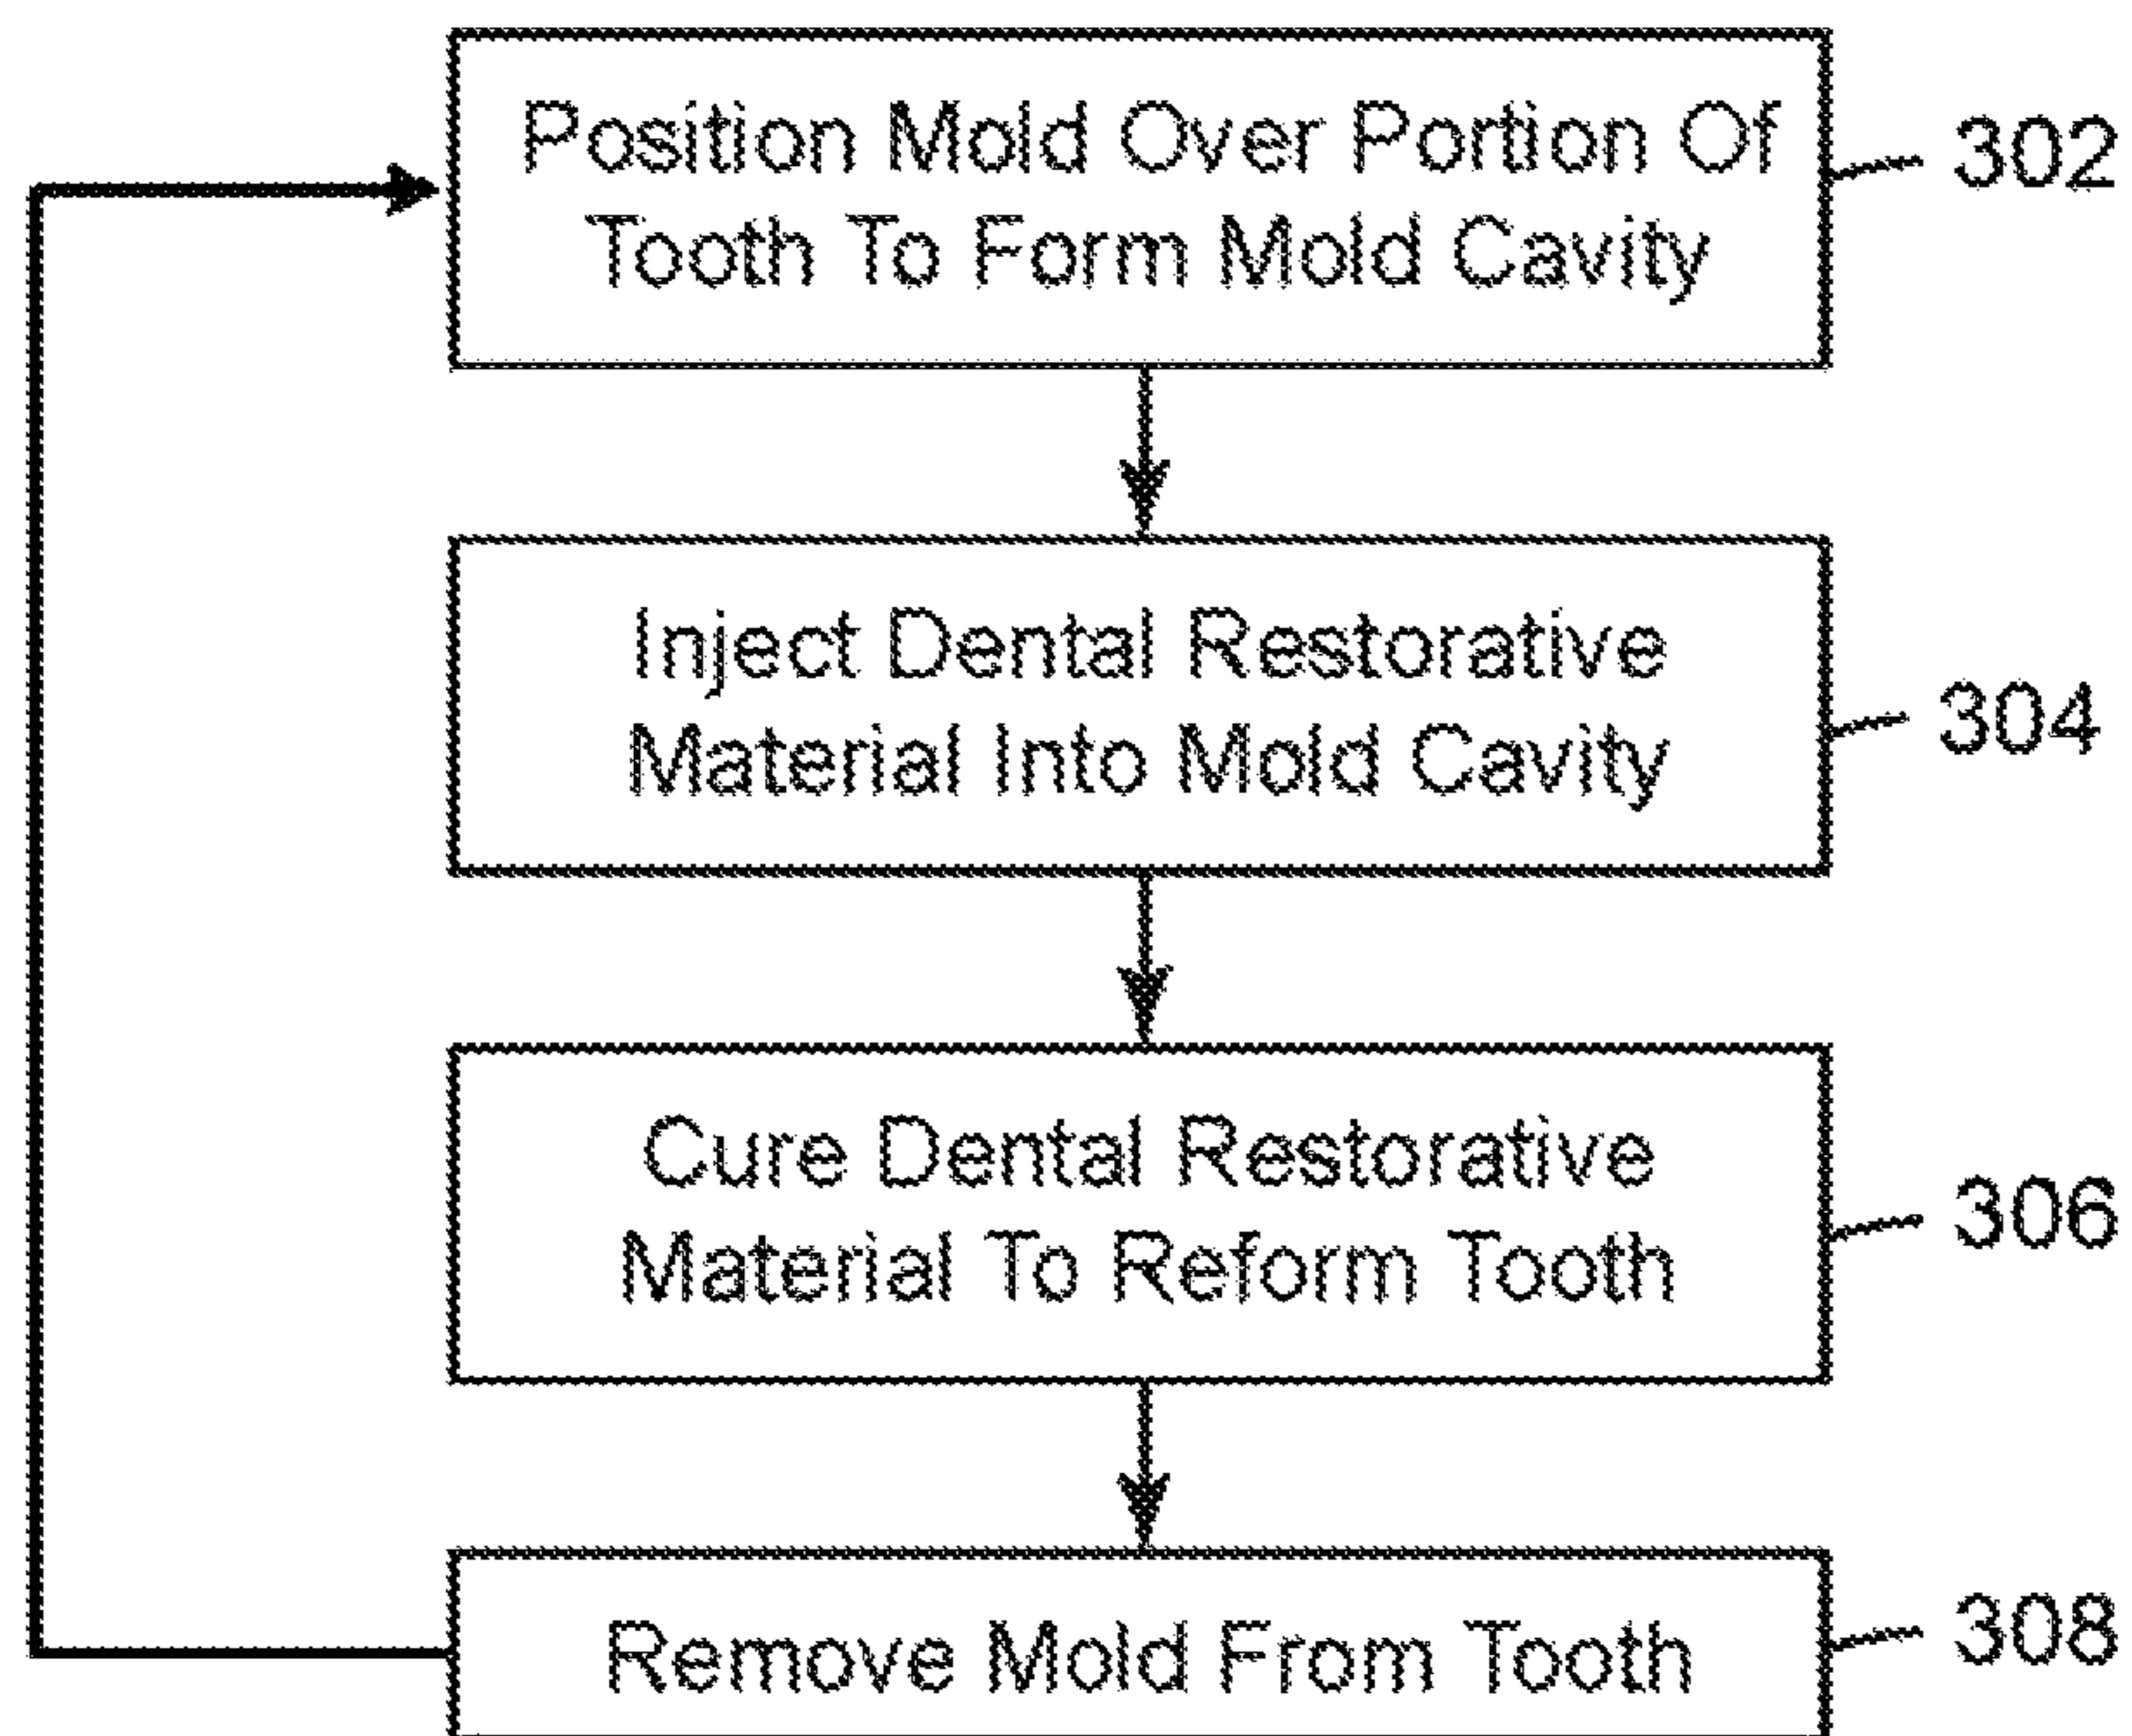 Position Mold Over Portion Of
Tooth To Form Mold Cavity
302
Inject Dental Restorative
Material Into Mold Cavity
304
Cure Dental Restorative
Material To Reform Tooth
306
Remove Mold From Tooth
308